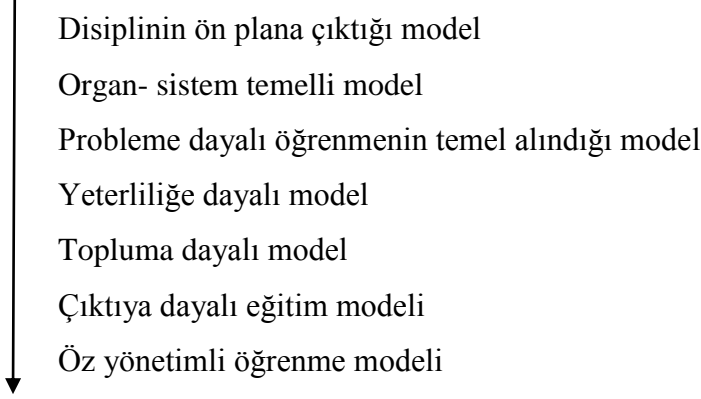 Disiplinin ön plana çıktığı model
Organ- sistem temelli model
Probleme dayalı öğrenmenin temel alındığı model
Yeterliliğe dayalı model
Topluma dayalı model
Çıktıya dayalı eğitim modeli
Öz yönetimli öğrenme modeli